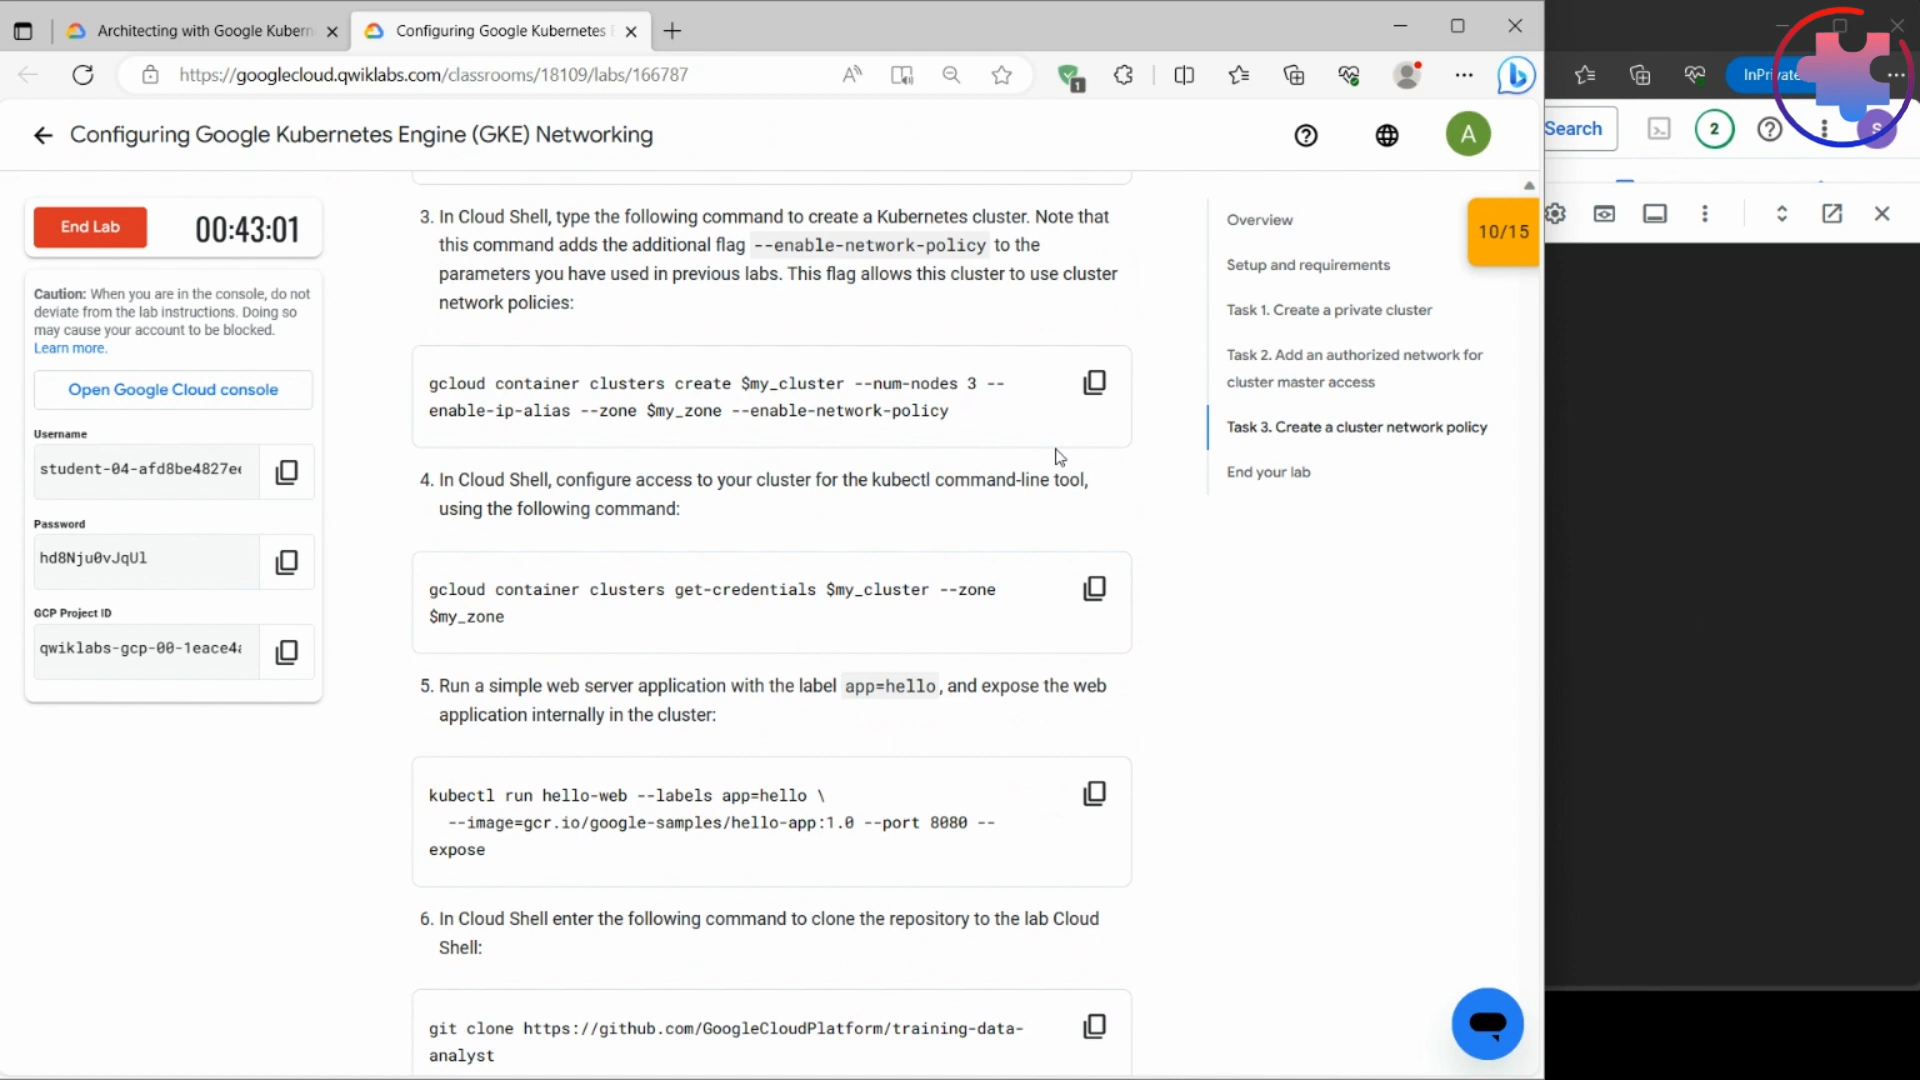 Architecting with Google Kubern
Configuring Google Kubernetes
https://googlecloud.qwiklabs.com/classrooms/18109/labs/166787
1
InPrivate
Configuring Google Kubernetes Engine (GKE) Networking
A
Search
2
S
End Lab
00:43:01
Caution: When you are in the console, do not
deviate from the lab instructions. Doing so
may cause your account to be blocked.
Learn more.
Open Google Cloud console
Username
student-04-afd8be4827ee
Password
hd8Nju0vJqUl
GCP Project ID
qwiklabs-gcp-00-1eace4a
3. In Cloud Shell, type the following command to create a Kubernetes cluster. Note that
this command adds the additional flag --enable-network-policy to the
parameters you have used in previous labs. This flag allows this cluster to use cluster
network policies:
gcloud container clusters create $my_cluster --num-nodes 3 --
enable-ip-alias --zone $my_zone --enable-network-policy
4. In Cloud Shell, configure access to your cluster for the kubectl command-line tool,
using the following command:
gcloud container clusters get-credentials $my_cluster --zone
$my_zone
5. Run a simple web server application with the label app=hello, and expose the web
application internally in the cluster:
kubectl run hello-web --labels app=hello \
--image=gcr.io/google-samples/hello-app:1.0 --port 8080 --
expose
6. In Cloud Shell enter the following command to clone the repository to the lab Cloud
Shell:
git clone https://github.com/GoogleCloudPlatform/training-data-
analyst
Overview
Setup and requirements
Task 1. Create a private cluster
Task 2. Add an authorized network for
cluster master access
Task 3. Create a cluster network policy
End your lab
10/15